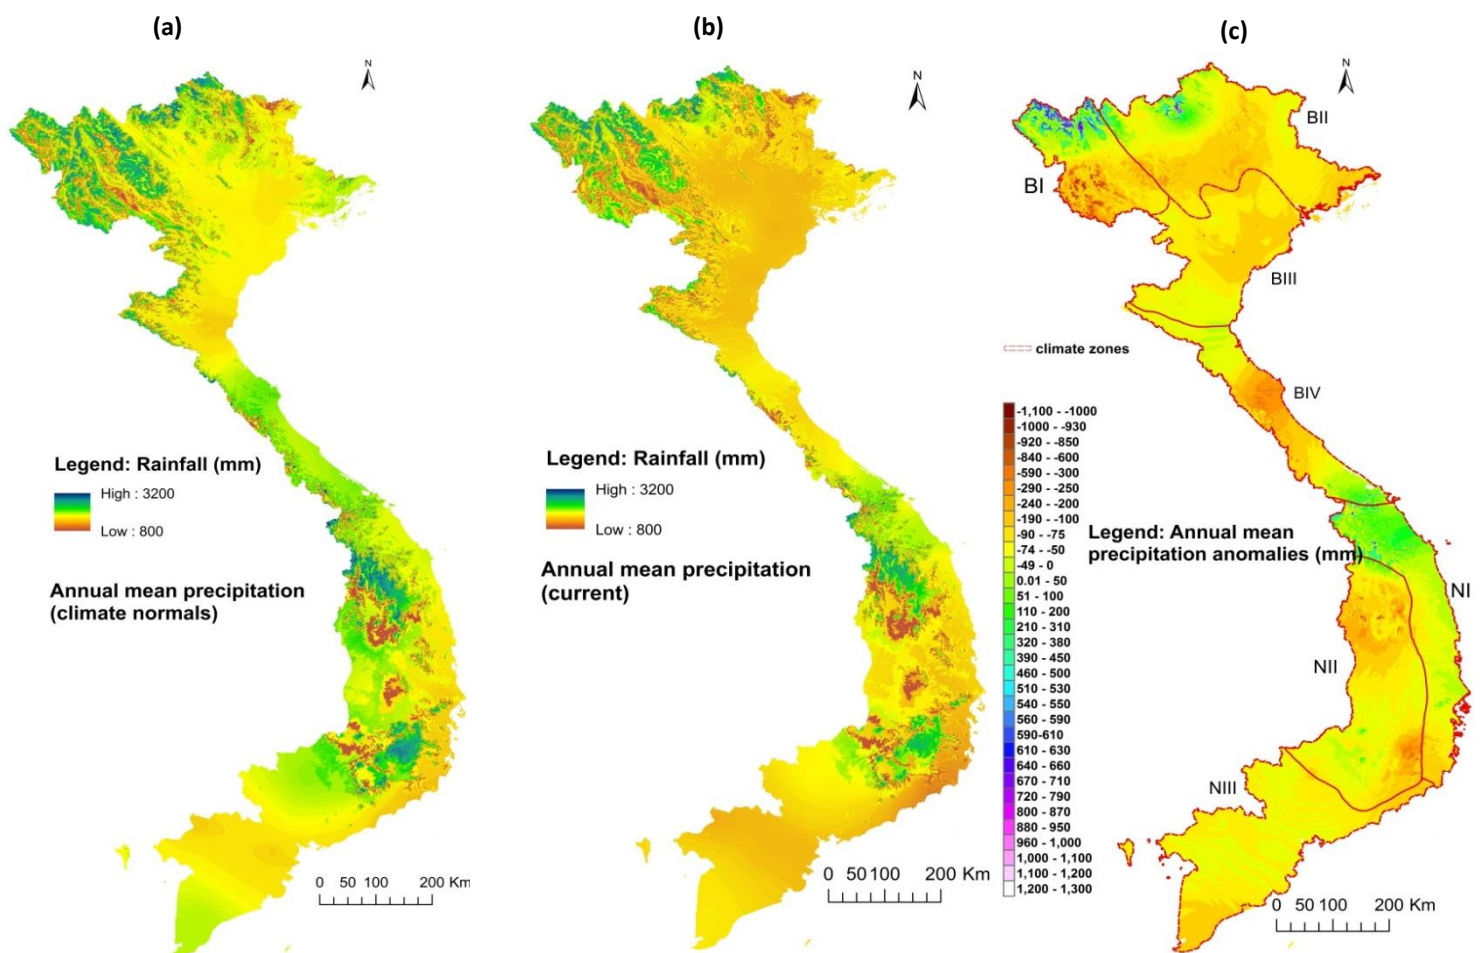 (a)
N
Legend: Rainfall (mm)
High : 3200
Low : 800
Annual mean precipitation
(climate normals)
0 50 100 200 Km
(b)
N
Legend: Rainfall (mm)
High : 3200
Low : 800
Annual mean precipitation
(current)
0 50 100 200 Km
(c)
N
BII
BI
BIII
climate zones
BIV
-1,100 - -1000
-1000 - -930
-920 - -850
-840 - -600
-590 - -300
-290 - -250
-240 - -200
-190 - -100
-90 - -75
-74 - -50
-49 - 0
0.01 - 50
51 - 100
110 - 200
210 - 310
320 - 380
390 - 450
460 - 500
510 - 530
540 - 550
560 - 590
590-610
610 - 630
640 - 660
670 - 710
720 - 790
800 - 870
880 - 950
960 - 1,000
1,000 - 1,100
1,100 - 1,200
1,200 - 1,300
Legend: Annual mean
precipitation anomalies (mm)
NI
NII
NIII
0 50 100 200 Km